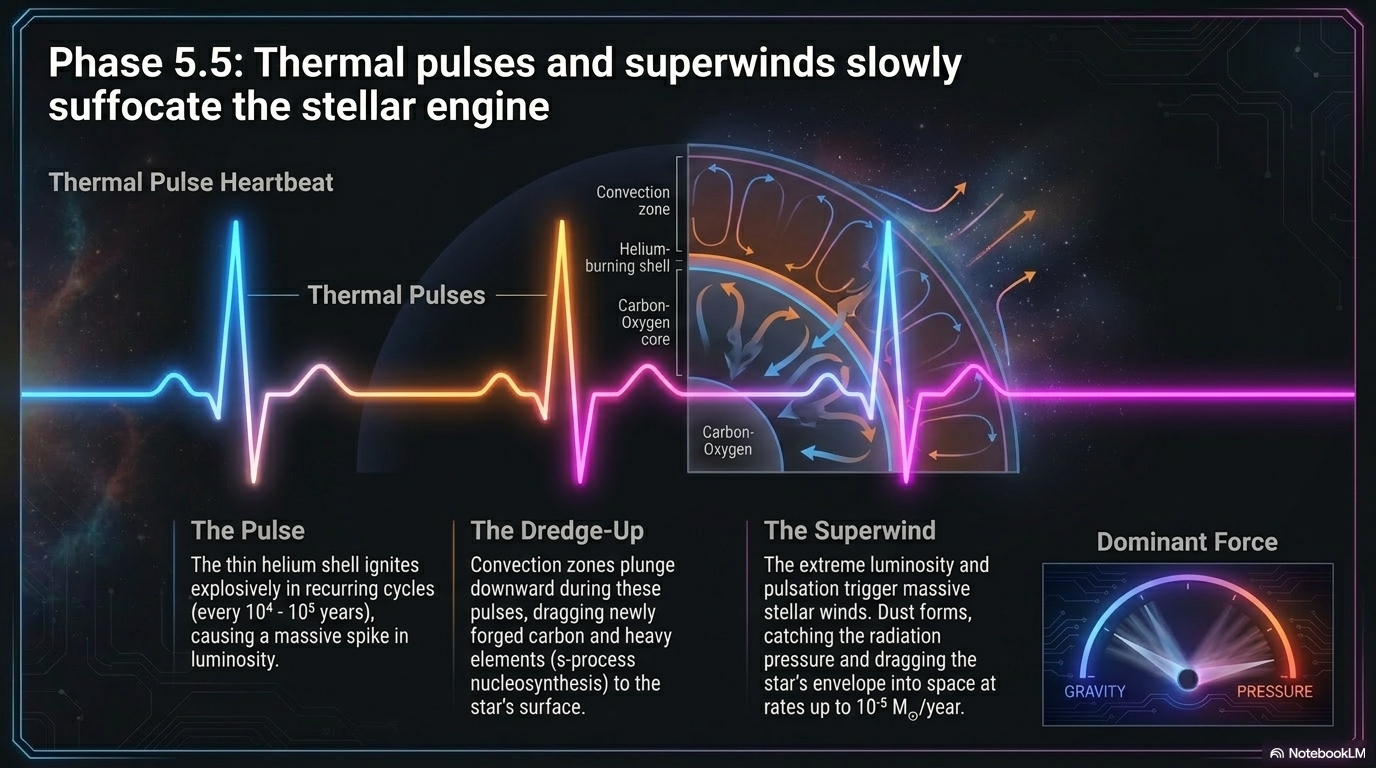 Phase 5.5: Thermal pulses and superwinds slowly
suffocate the stellar engine
Thermal Pulse Heartbeat
Thermal Pulses
Convection
zone
Helium-
burning shell
Carbon-
Oxygen
core
Carbon-
Oxygen
The Pulse
The thin helium shell ignites
explosively in recurring cycles
(every 10⁴ - 10⁵ years),
causing a massive spike in
luminosity.
The Dredge-Up
Convection zones plunge
downward during these
pulses, dragging newly
forged carbon and heavy
elements (s-process
nucleosynthesis) to the
star's surface.
The Superwind
The extreme luminosity and
pulsation trigger massive
stellar winds. Dust forms,
catching the radiation
pressure and dragging the
star's envelope into space at
rates up to 10⁻⁵ M☉/year.
Dominant Force
GRAVITY
PRESSURE
NotebookLM